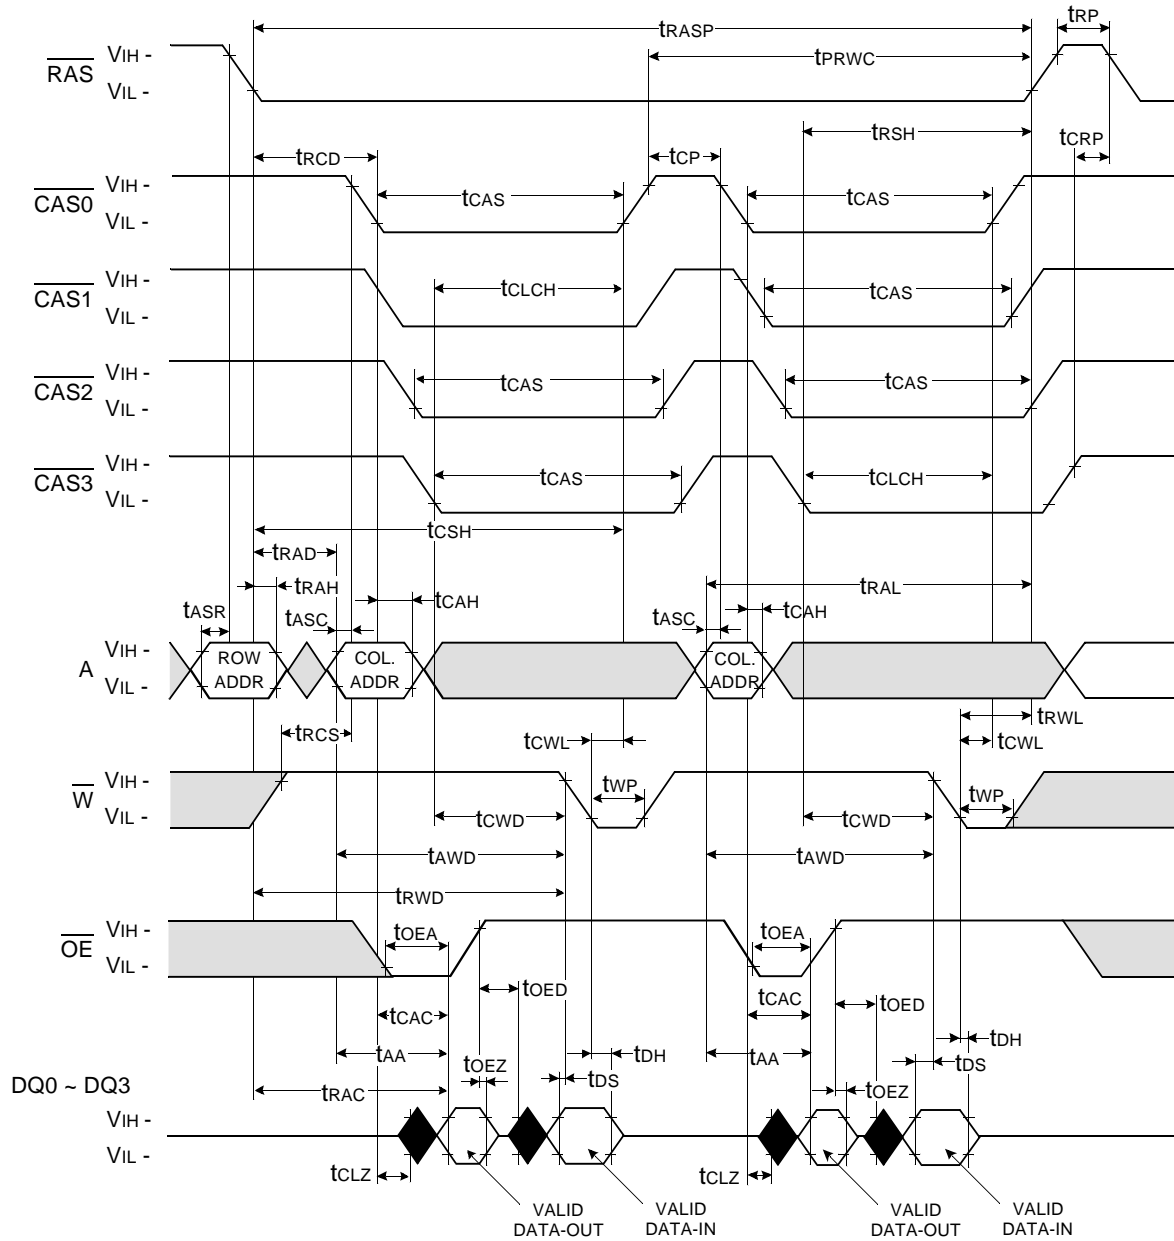 tRP
tRASP
RAS
VIH -
VIL -
tPRWC
tRSH
tCRP
tRCD
tCP
CAS0
VIH -
VIL -
tCAS
tCAS
CAS1
VIH -
VIL -
tCLCH
tCAS
CAS2
VIH -
VIL -
tCAS
tCAS
CAS3
VIH -
VIL -
tCAS
tCLCH
tCSH
tRAD
tRAH
tCAH
tRAL
tASR
tASC
tASC
tCAH
A
VIH -
VIL -
ROW
ADDR
COL.
ADDR
COL.
ADDR
tRCS
tCWL
tRWL
tCWL
W
VIH -
VIL -
tWP
tWP
tCWD
tCWD
tAWD
tAWD
tRWD
OE
VIH -
VIL -
tOEA
tOEA
tOED
tCAC
tOED
tCAC
tAA
tDH
tAA
tDH
tOEZ
tDS
tDS
DQ0 ~ DQ3
tRAC
tOEZ
VIH -
VIL -
tCLZ
tCLZ
VALID
DATA-OUT
VALID
DATA-IN
VALID
DATA-OUT
VALID
DATA-IN